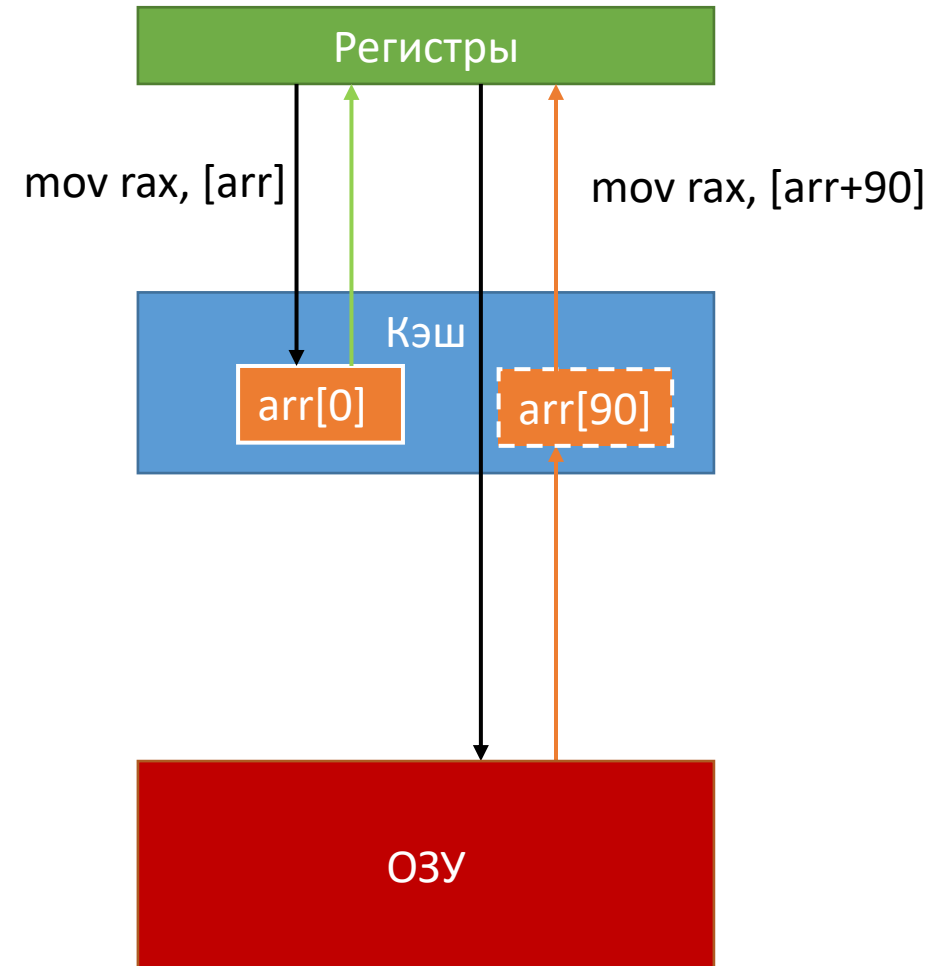 Регистры
mov rax, [arr]
mov rax, [arr+90]
Кэш
arr[0]
arr[90]
ОЗУ